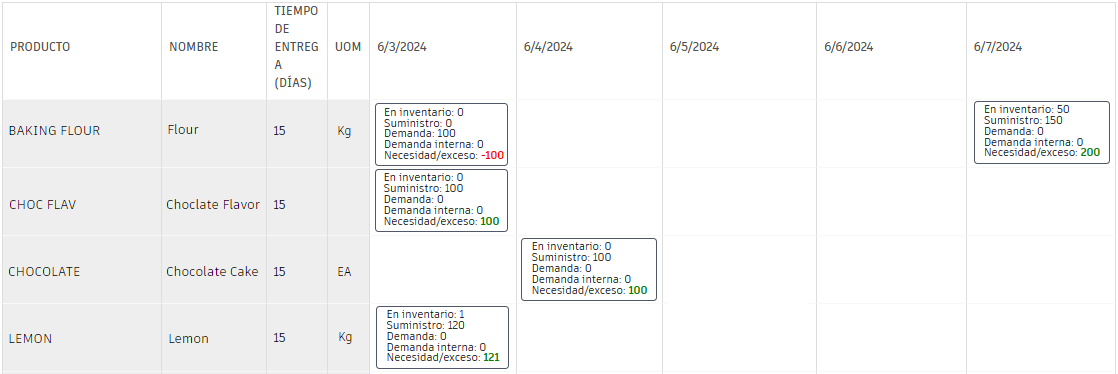 PRODUCTO
NOMBRE
TIEMPO
DE
ENTREG
A
(DÍAS)
UOM
6/3/2024
6/4/2024
6/5/2024
6/6/2024
6/7/2024
BAKING FLOUR
Flour
15
Kg
En inventario: 0
Suministro: 0
Demanda: 100
Demanda interna: 0
Necesidad/exceso: -100
En inventario: 50
Suministro: 150
Demanda: 0
Demanda interna: 0
Necesidad/exceso: 200
CHOC FLAV
Choclate Flavor
15
En inventario: 0
Suministro: 100
Demanda: 0
Demanda interna: 0
Necesidad/exceso: 100
CHOCOLATE
Chocolate Cake
15
EA
En inventario: 0
Suministro: 100
Demanda: 0
Demanda interna: 0
Necesidad/exceso: 100
LEMON
Lemon
15
Kg
En inventario: 1
Suministro: 120
Demanda: 0
Demanda interna: 0
Necesidad/exceso: 121